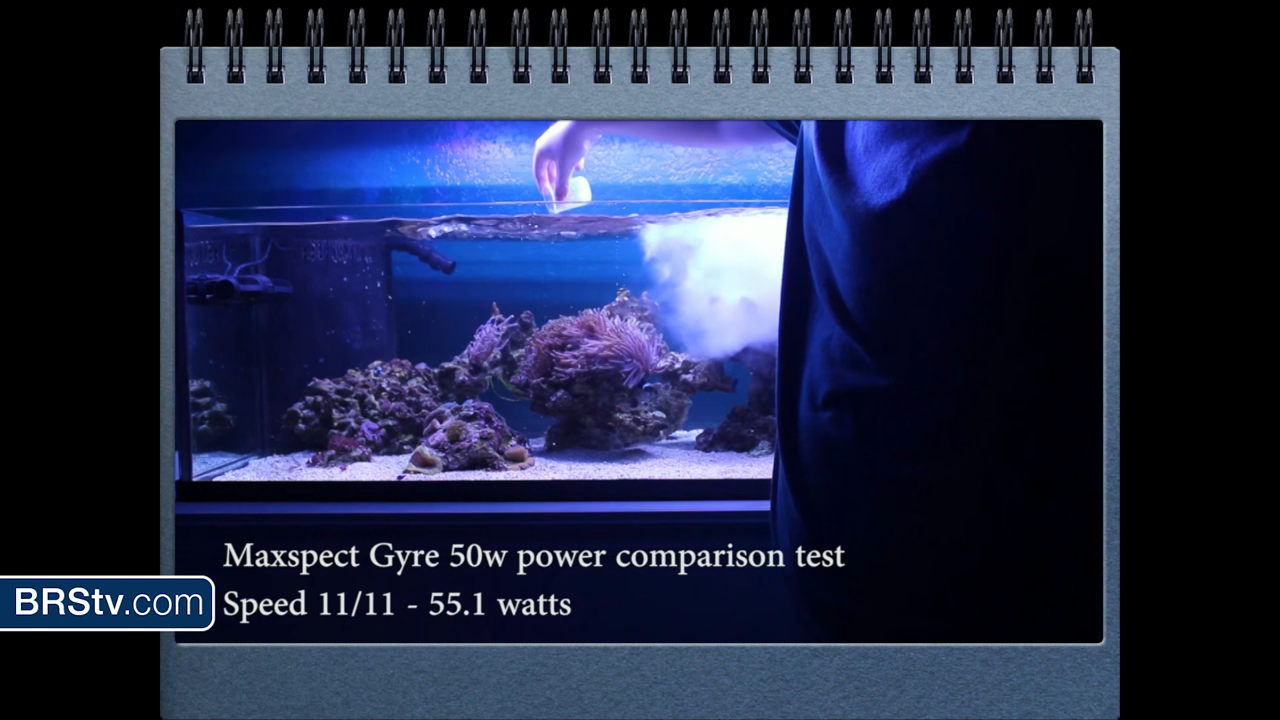 Maxspect Gyre 50w power comparison test
BRStv.com
Speed 11/11 - 55.1 watts